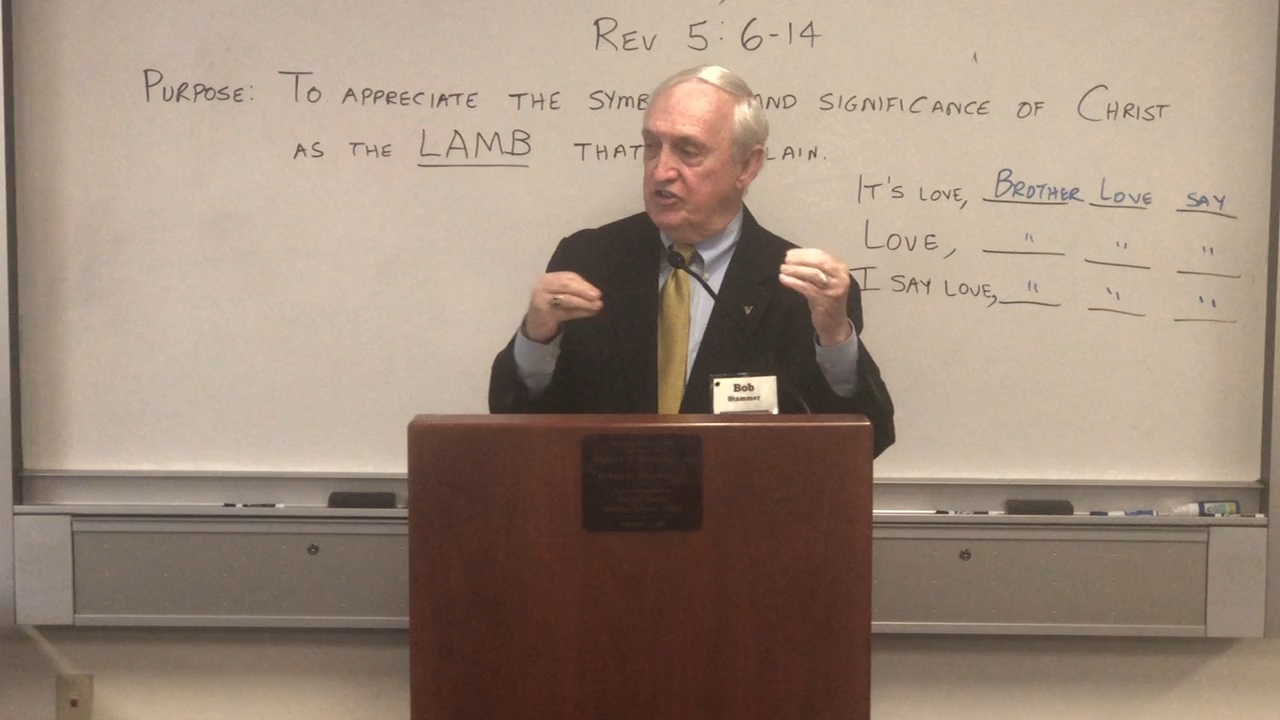 REV 5:6-14
PURPOSE: TO APPRECIATE THE SYMB AND SIGNIFICANCE OF CHRIST
AS THE LAMB THAT LAIN.
IT'S LOVE, BROTHER LOVE SAY
LOVE, " " "
I SAY LOVE, " " "
V
Bob
Stammer